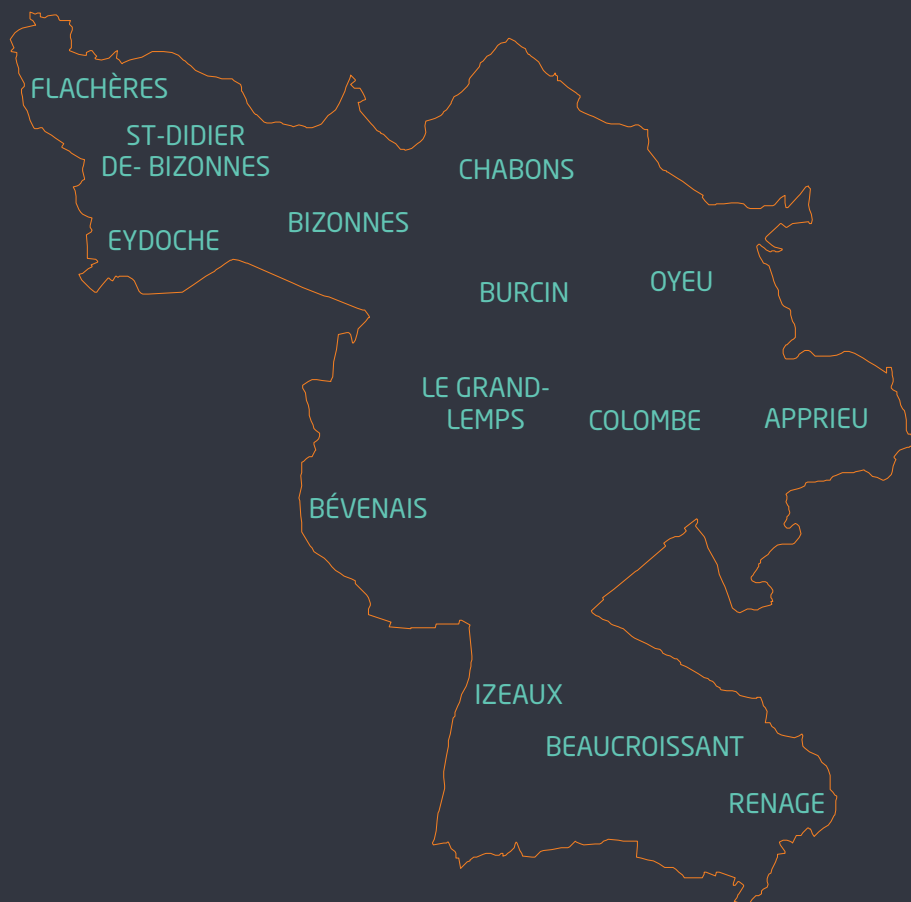 FLACHÈRES
ST-DIDIER
DE- BIZONNES
CHABONS
BIZONNES
EYDOCHE
OYEU
BURCIN
LE GRAND-
LEMPS
COLOMBE
APPRIEU
BÉVENAIS
IZEAUX
BEAUCROISSANT
RENAGE